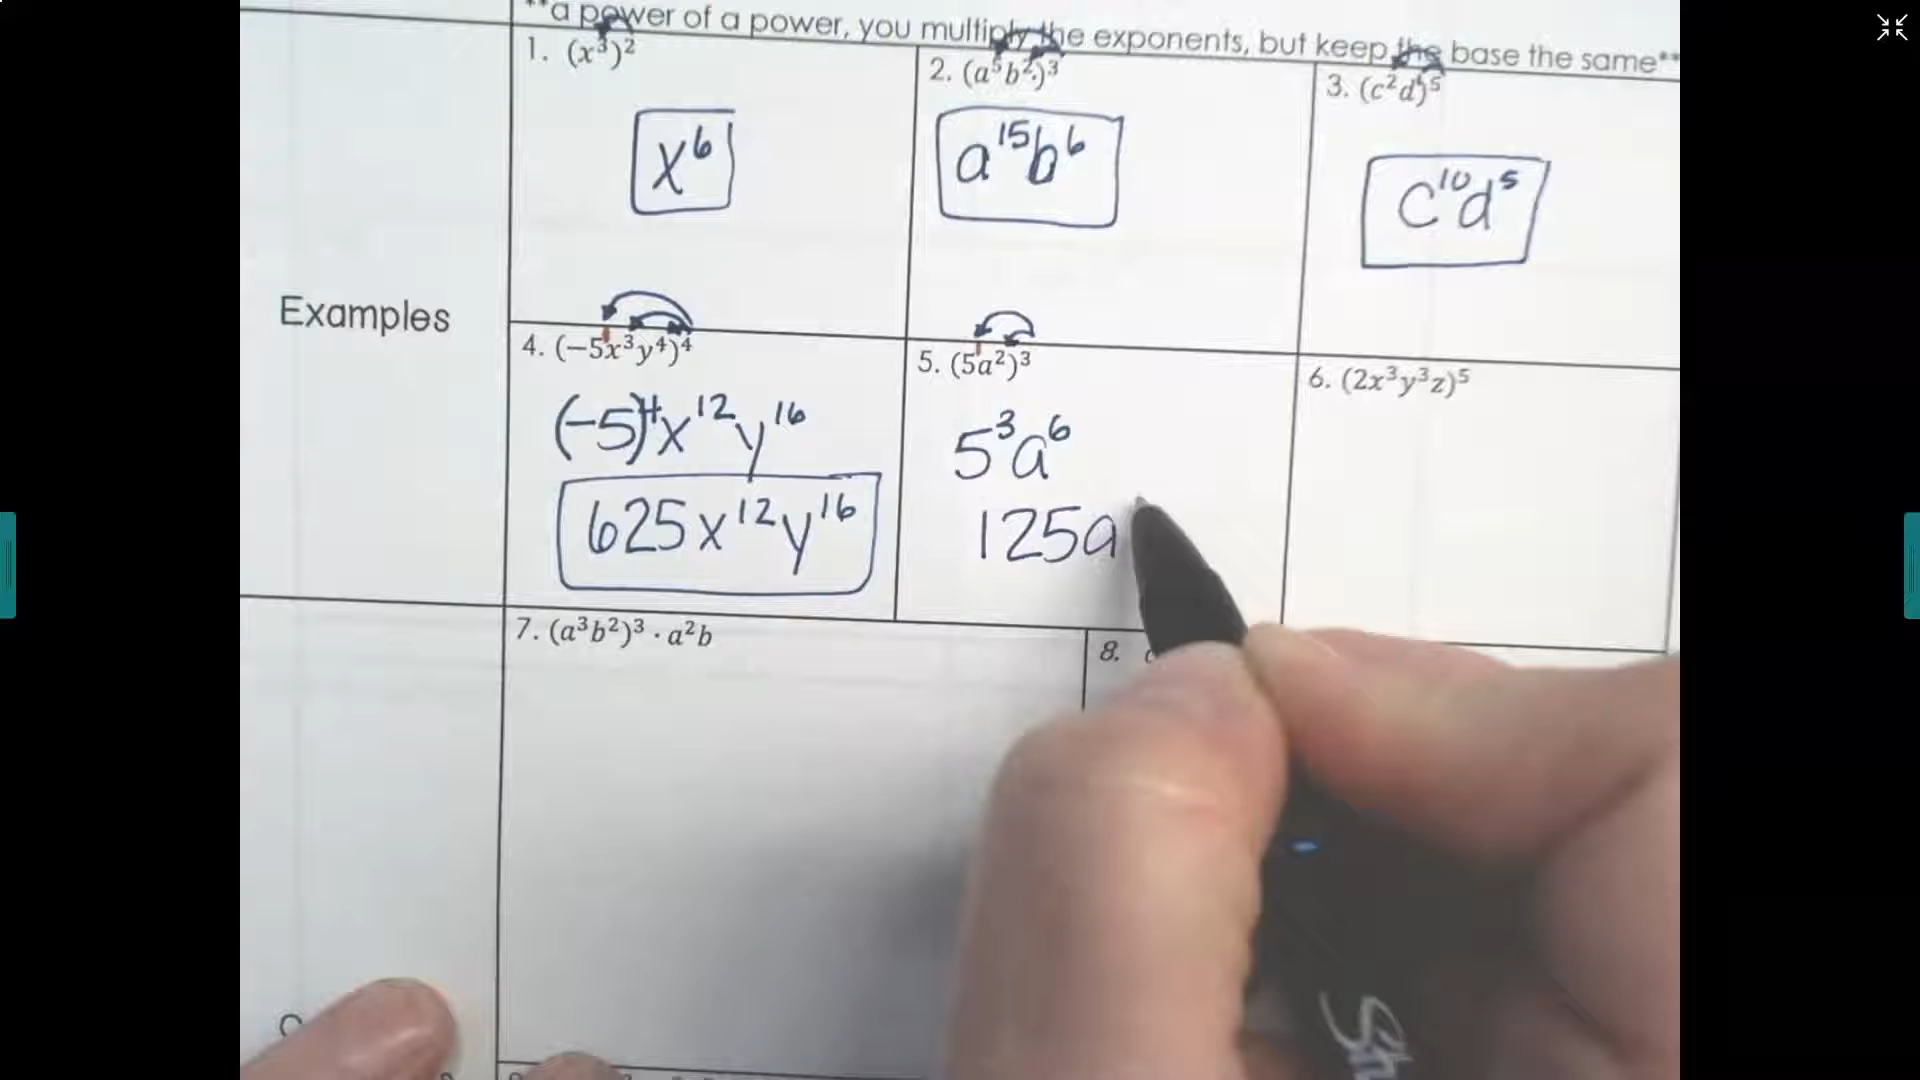 **a power of a power, you multiply the exponents, but keep the base the same**
1. (x³)²
x⁶
2. (a⁵b²)³
a¹⁵b⁶
3. (c²d)⁵
c¹⁰d⁵
Examples
4. (−5x³y⁴)⁴
(−5)⁴x¹²y¹⁶
625x¹²y¹⁶
5. (5a²)³
5³a⁶
125a
6. (2x³y³z)⁵
7. (a³b²)³ · a²b
8.
Sh